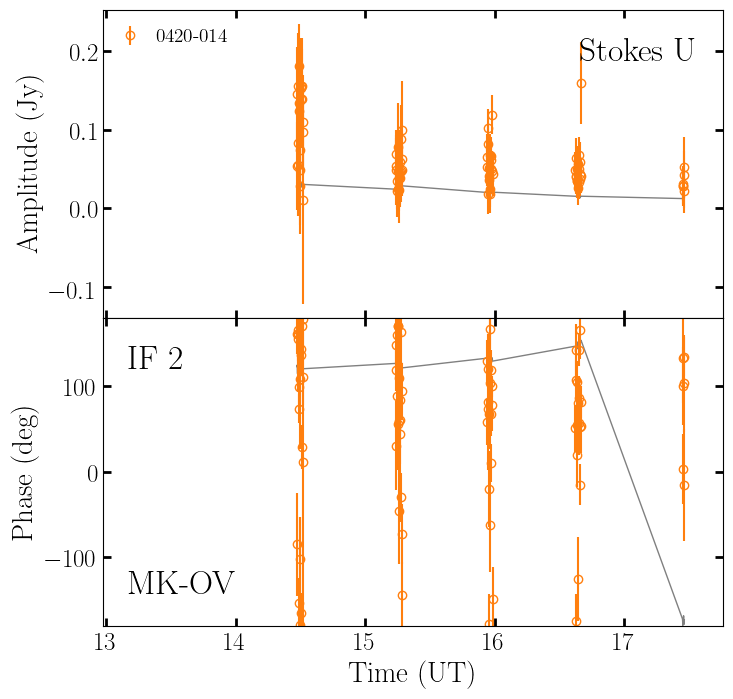 0420-014
Stokes U
0.2
0.1
0.0
−0.1
Amplitude (Jy)
IF 2
100
0
−100
Phase (deg)
MK-OV
13 14 15 16 17
Time (UT)